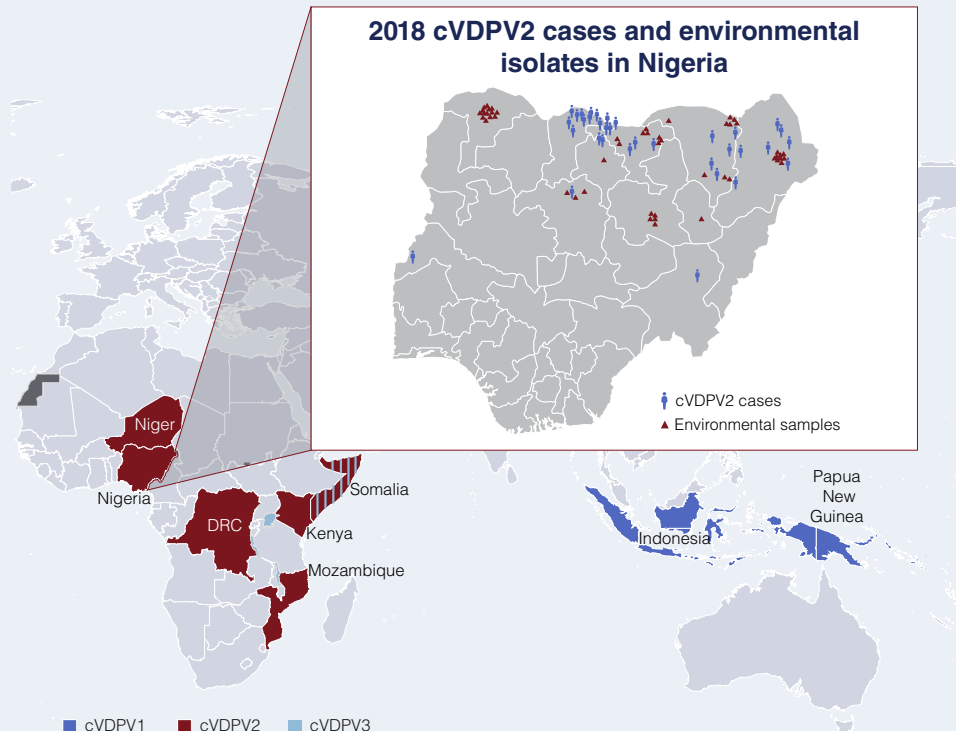 2018 cVDPV2 cases and environmental
isolates in Nigeria
cVDPV2 cases
Environmental samples
Niger
Nigeria
Somalia
DRC
Kenya
Mozambique
Papua
New
Guinea
Indonesia
cVDPV1
cVDPV2
cVDPV3